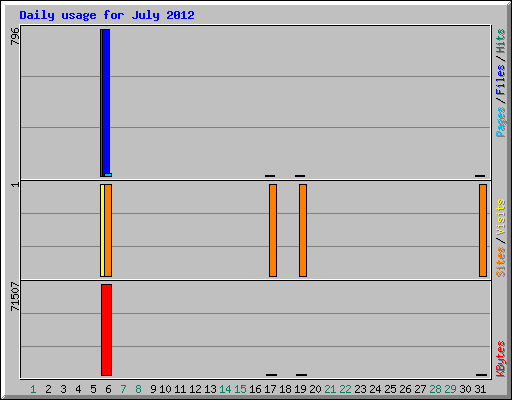 Daily usage for July 2012
796
Pages/Files/Hits
1
Sites/Visits
71507
KBytes
1 2 3 4 5 6 7 8 9 10 11 12 13 14 15 16 17 18 19 20 21 22 23 24 25 26 27 28 29 30 31